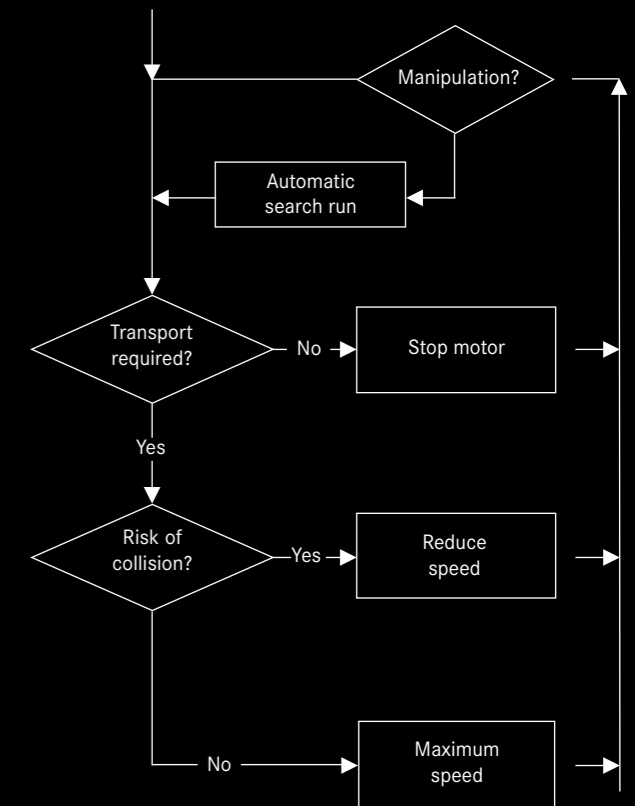 Manipulation?
Automatic
search run
Transport
required?
No
Stop motor
Yes
Risk of
collision?
Yes
Reduce
speed
No
Maximum
speed